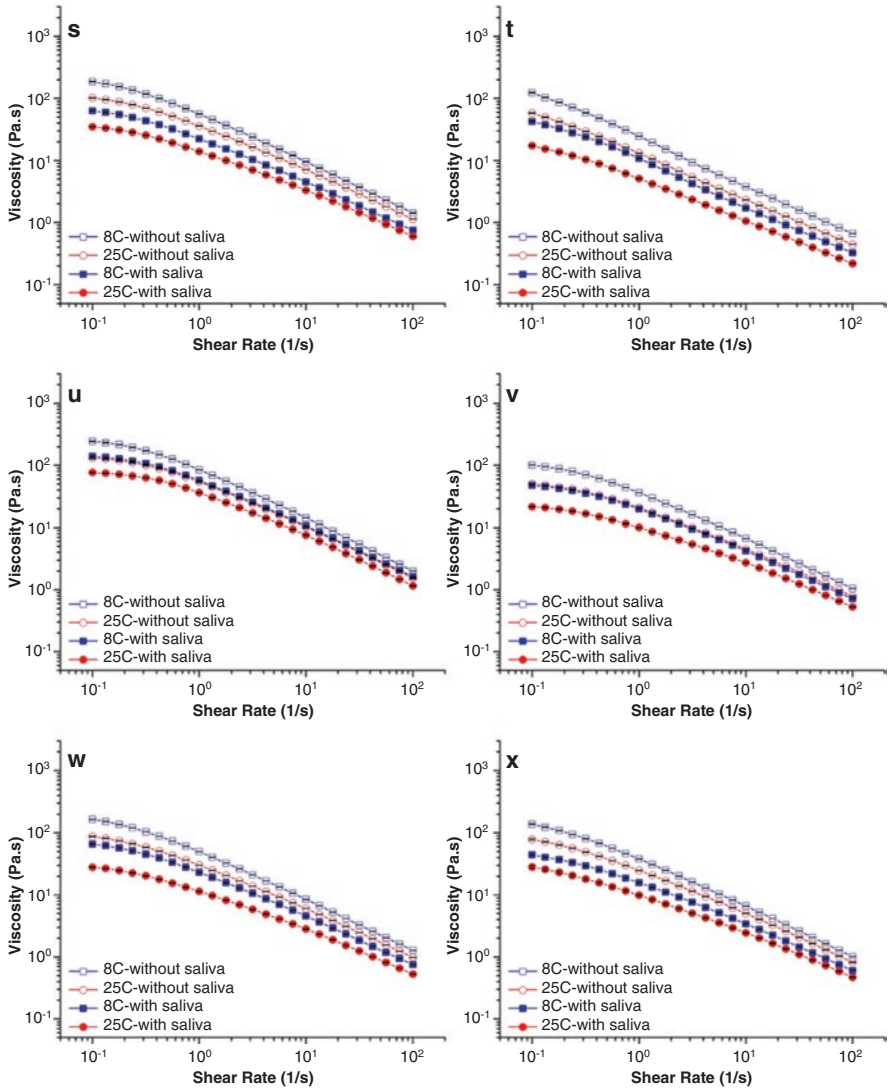 s
10³
10²
10¹
10⁰
10⁻¹
Viscosity (Pa.s)
8C-without saliva
25C-without saliva
8C-with saliva
25C-with saliva
10⁻¹ 10⁰ 10¹ 10²
Shear Rate (1/s)
t
10³
10²
10¹
10⁰
10⁻¹
Viscosity (Pa.s)
8C-without saliva
25C-without saliva
8C-with saliva
25C-with saliva
10⁻¹ 10⁰ 10¹ 10²
Shear Rate (1/s)
u
10³
10²
10¹
10⁰
10⁻¹
Viscosity (Pa.s)
8C-without saliva
25C-without saliva
8C-with saliva
25C-with saliva
10⁻¹ 10⁰ 10¹ 10²
Shear Rate (1/s)
v
10³
10²
10¹
10⁰
10⁻¹
Viscosity (Pa.s)
8C-without saliva
25C-without saliva
8C-with saliva
25C-with saliva
10⁻¹ 10⁰ 10¹ 10²
Shear Rate (1/s)
w
10³
10²
10¹
10⁰
10⁻¹
Viscosity (Pa.s)
8C-without saliva
25C-without saliva
8C-with saliva
25C-with saliva
10⁻¹ 10⁰ 10¹ 10²
Shear Rate (1/s)
x
10³
10²
10¹
10⁰
10⁻¹
Viscosity (Pa.s)
8C-without saliva
25C-without saliva
8C-with saliva
25C-with saliva
10⁻¹ 10⁰ 10¹ 10²
Shear Rate (1/s)